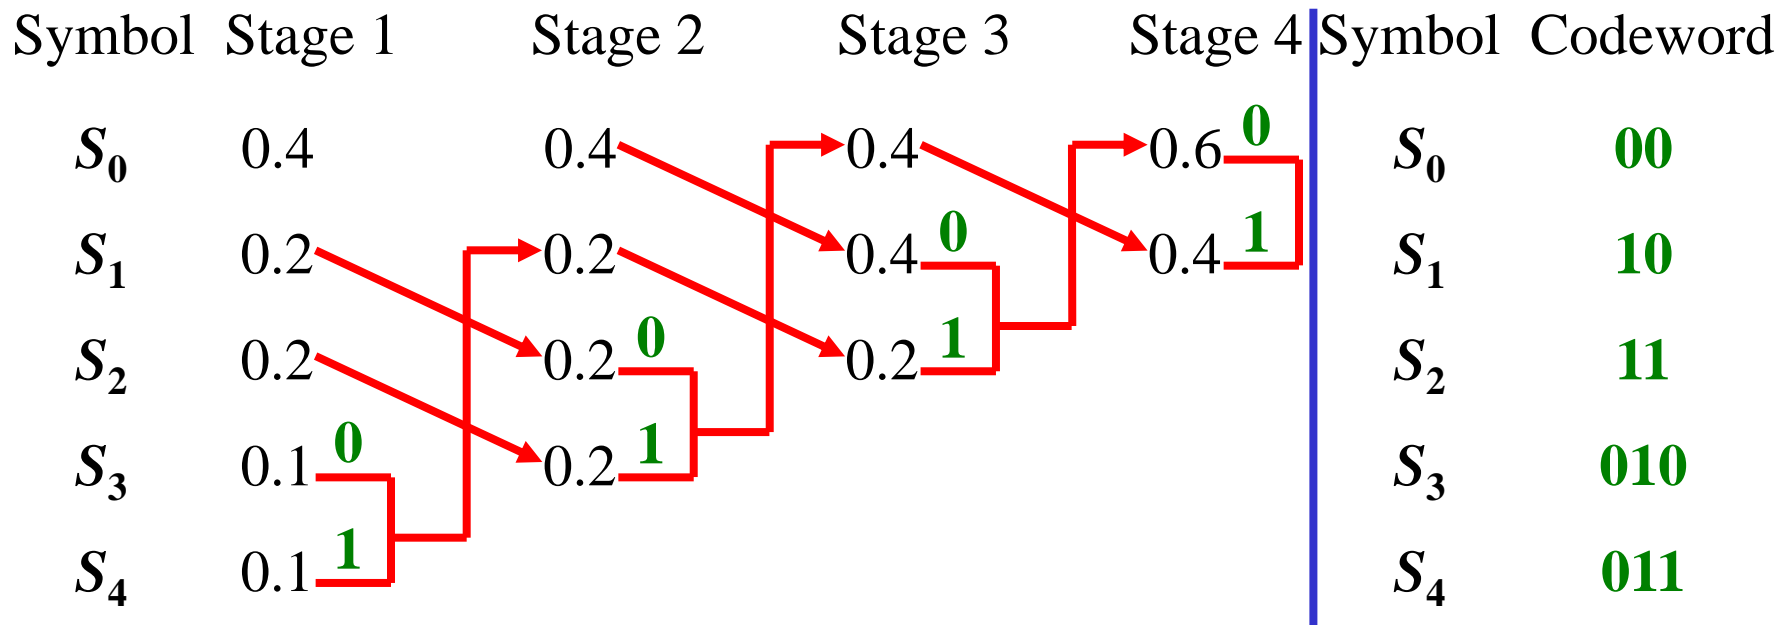 Symbol Stage 1 Stage 2 Stage 3 Stage 4 Symbol Codeword
S0 0.4 0.4 0.4 0.6 0 S0 00
S1 0.2 0.2 0.4 0 0.4 1 S1 10
S2 0.2 0.2 0 0.2 1 S2 11
S3 0.1 0 0.2 1 S3 010
S4 0.1 1 S4 011